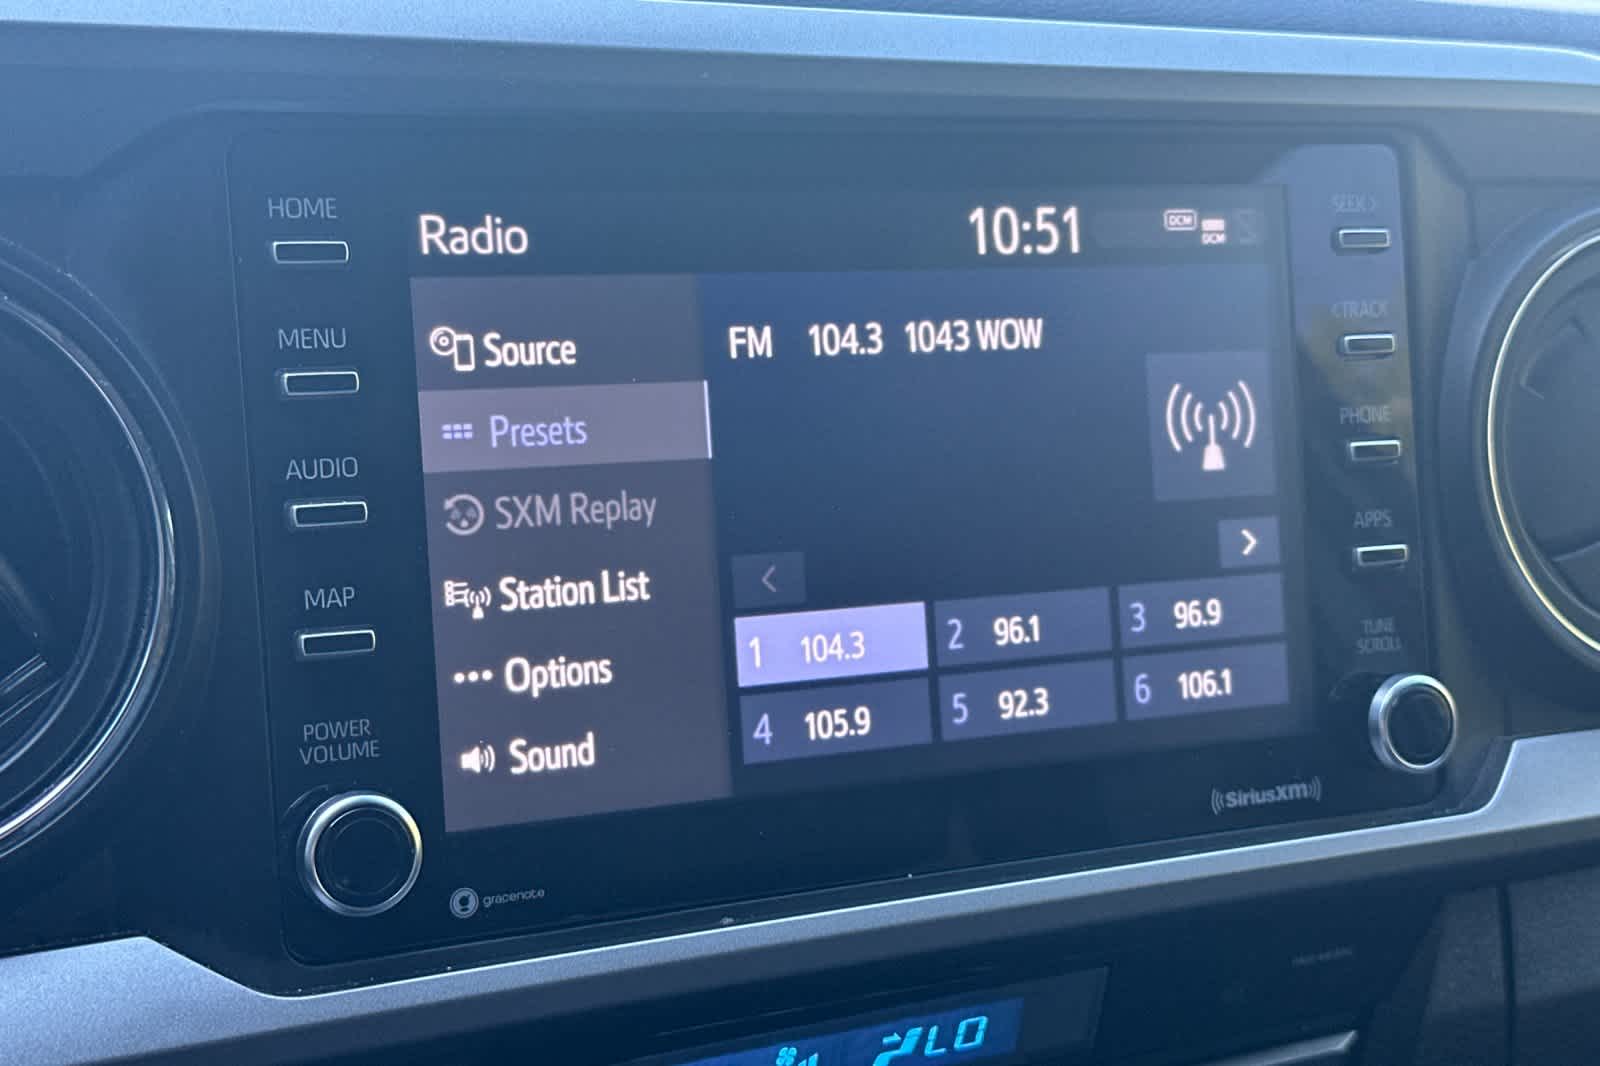 HOME
MENU
AUDIO
MAP
POWER
VOLUME
Radio
10:51
DCM
DCM
Source
Presets
SXM Replay
Station List
Options
Sound
FM 104.3 1043 WOW
1 104.3
2 96.1
3 96.9
4 105.9
5 92.3
6 106.1
SEEK >
< TRACK
PHONE
APPS
TUNE
SCROLL
SiriusXM
gracenote
LO